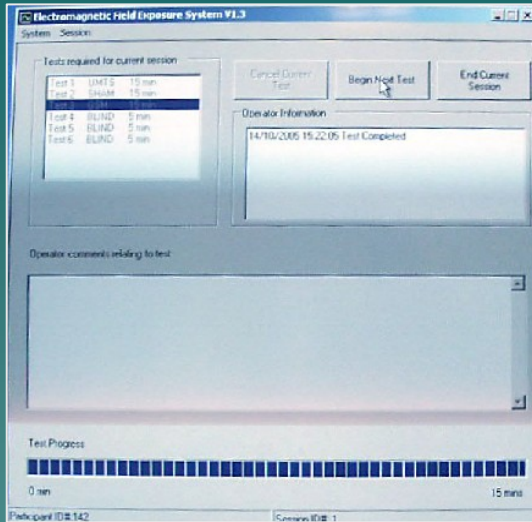 Electromagnetic Field Exposure System V1.3
System Session
Tests required for current session
Test 1 UMTS 15 min
Test 2 SHAM 15 min
Test 3 GSM 15 min
Test 4 BLIND 5 min
Test 5 BLIND 5 min
Test 6 BLIND 5 min
Cancel Current
Test
Begin Next Test
End Current
Session
Operator Information
14/10/2005 15:22:05 Test Completed
Operator comments relating to test
Test Progress
0 min
15 mins
Participant ID#:142
Session ID#: 1